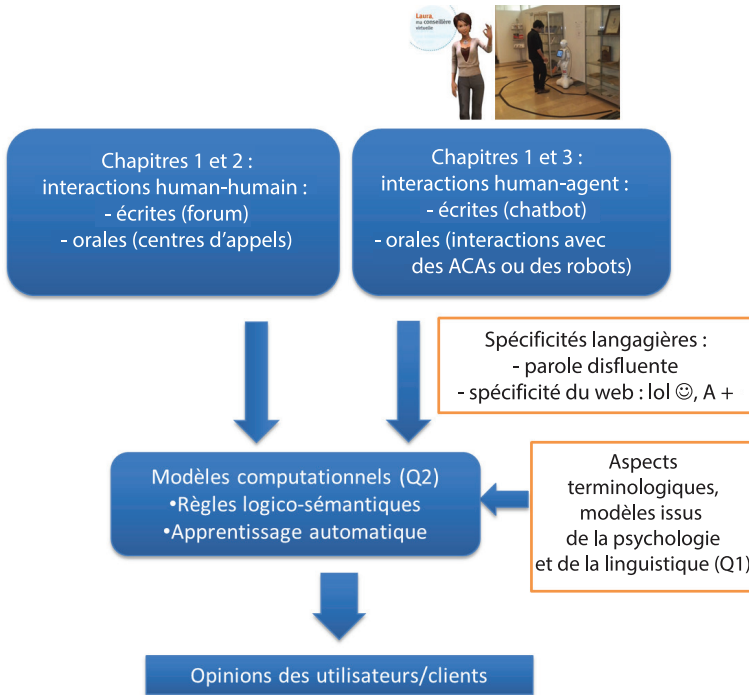 Laura,
ma conseillère
virtuelle
Chapitres 1 et 2 :
interactions human-humain :
- écrites (forum)
- orales (centres d'appels)
Chapitres 1 et 3 :
interactions human-agent :
- écrites (chatbot)
- orales (interactions avec
des ACAs ou des robots)
Spécificités langagières :
- parole disfluente
- spécificité du web : lol ☺, A +
Modèles computationnels (Q2)
•Règles logico-sémantiques
•Apprentissage automatique
Aspects
terminologiques,
modèles issus
de la psychologie
et de la linguistique (Q1)
Opinions des utilisateurs/clients